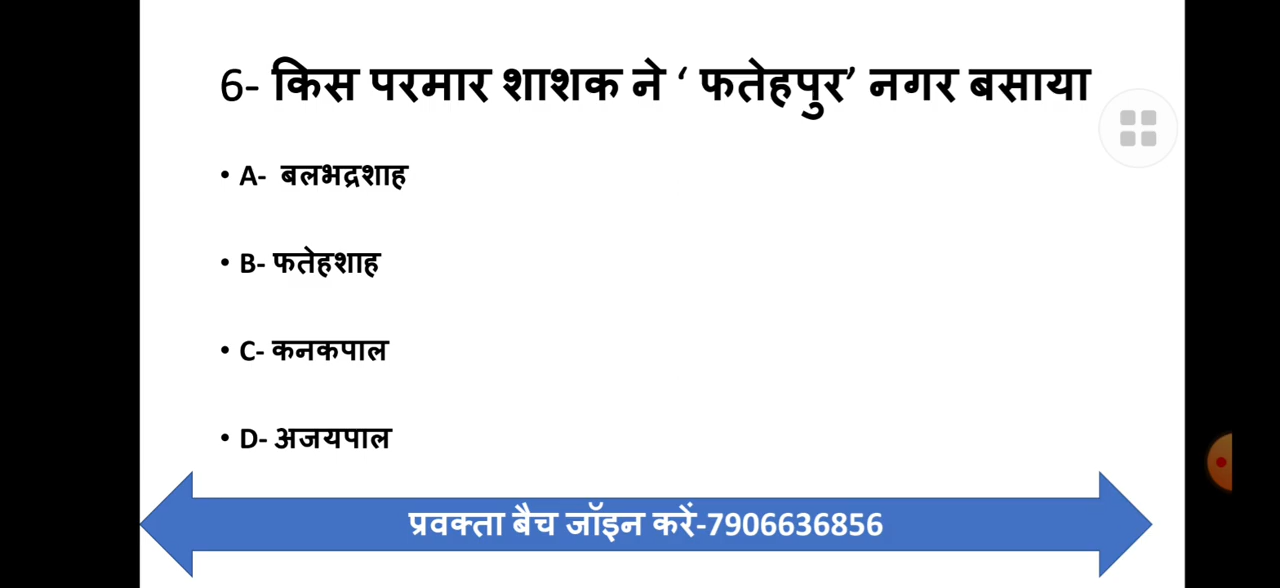 6- किस परमार शाशक ने ‘ फतेहपुर’ नगर बसाया
• A- बलभद्रशाह
• B- फतेहशाह
• C- कनकपाल
• D- अजयपाल
प्रवक्ता बैच जॉइन करें-7906636856